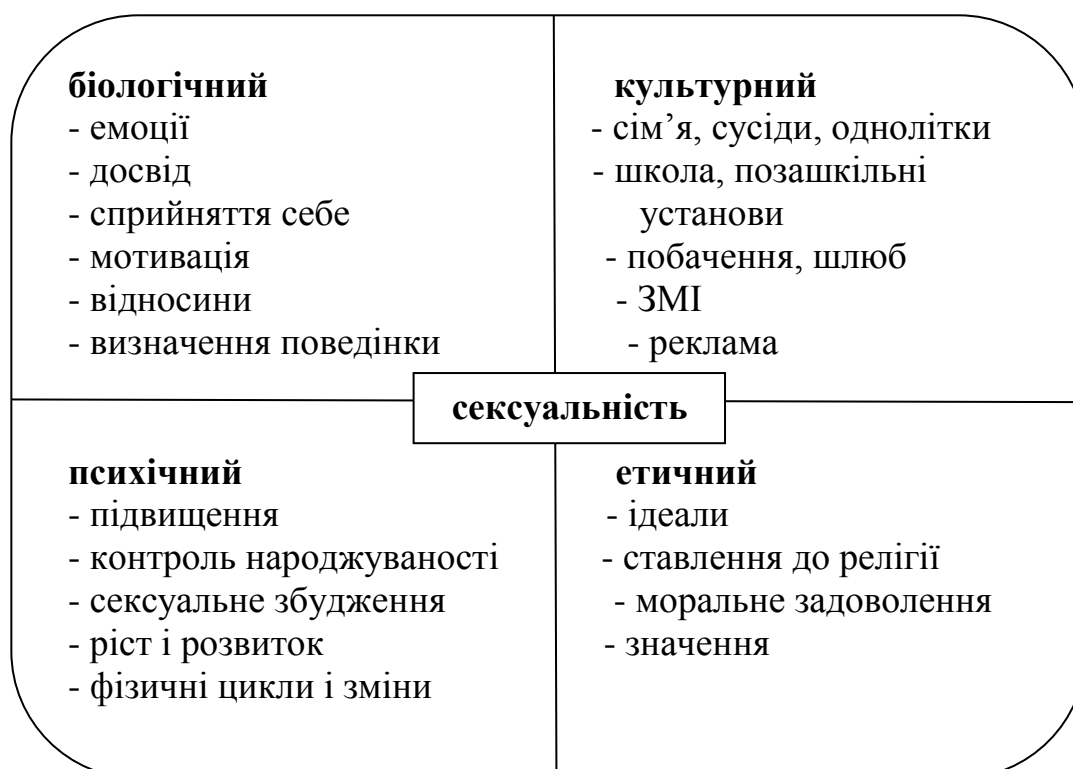 біологічний
- емоції
- досвід
- сприйняття себе
- мотивація
- відносини
- визначення поведінки
культурний
- сім’я, сусіди, однолітки
- школа, позашкільні
установи
- побачення, шлюб
- ЗМІ
- реклама
сексуальність
психічний
- підвищення
- контроль народжуваності
- сексуальне збудження
- ріст і розвиток
- фізичні цикли і зміни
етичний
- ідеали
- ставлення до релігії
- моральне задоволення
- значення